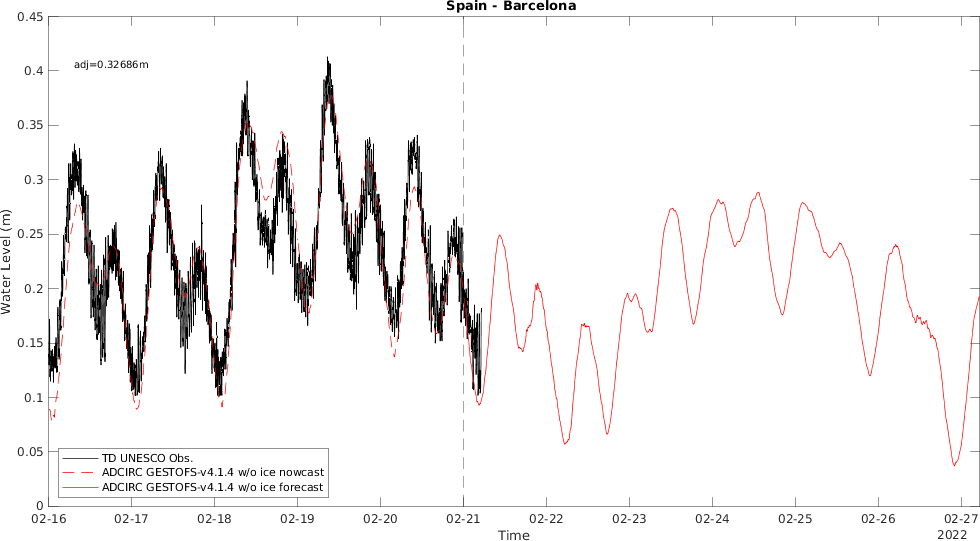 Spain - Barcelona
0.45
adj=0.32686m
0.4
0.35
0.3
0.25
Water Level (m)
0.2
0.15
0.1
0.05
0
TD UNESCO Obs.
ADCIRC GESTOFS-v4.1.4 w/o ice nowcast
ADCIRC GESTOFS-v4.1.4 w/o ice forecast
02-16 02-17 02-18 02-19 02-20 02-21 02-22 02-23 02-24 02-25 02-26 02-27
Time
2022